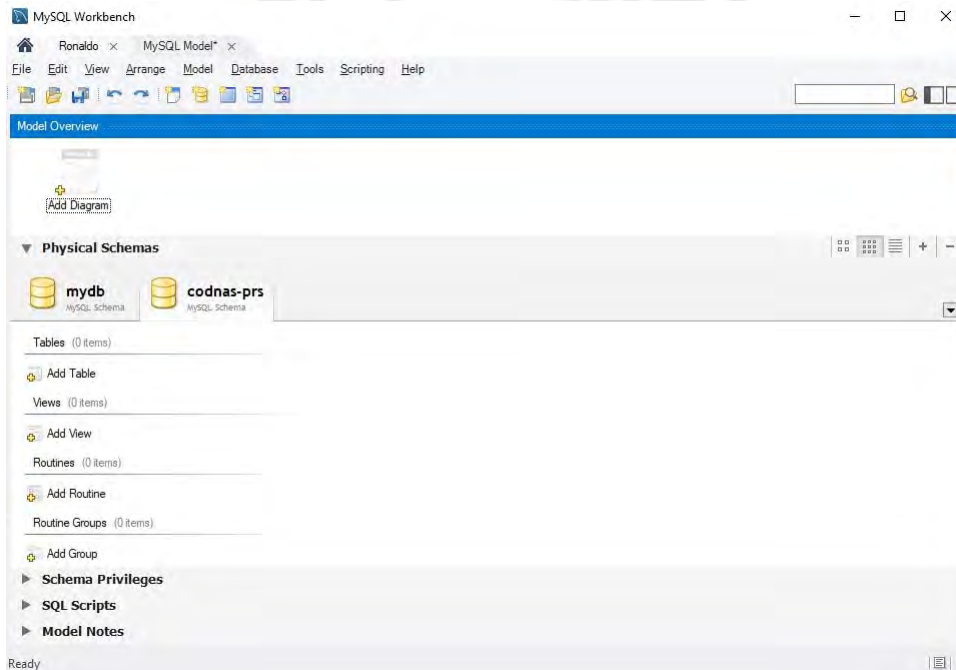 MySQL Workbench
Ronaldo MySQL Model*
File Edit View Arrange Model Database Tools Scripting Help
Model Overview
Add Diagram
Physical Schemas
mydb
MySQL Schema
codnas-prs
MySQL Schema
Tables (0 items)
Add Table
Views (0 items)
Add View
Routines (0 items)
Add Routine
Routine Groups (0 items)
Add Group
Schema Privileges
SQL Scripts
Model Notes
Ready